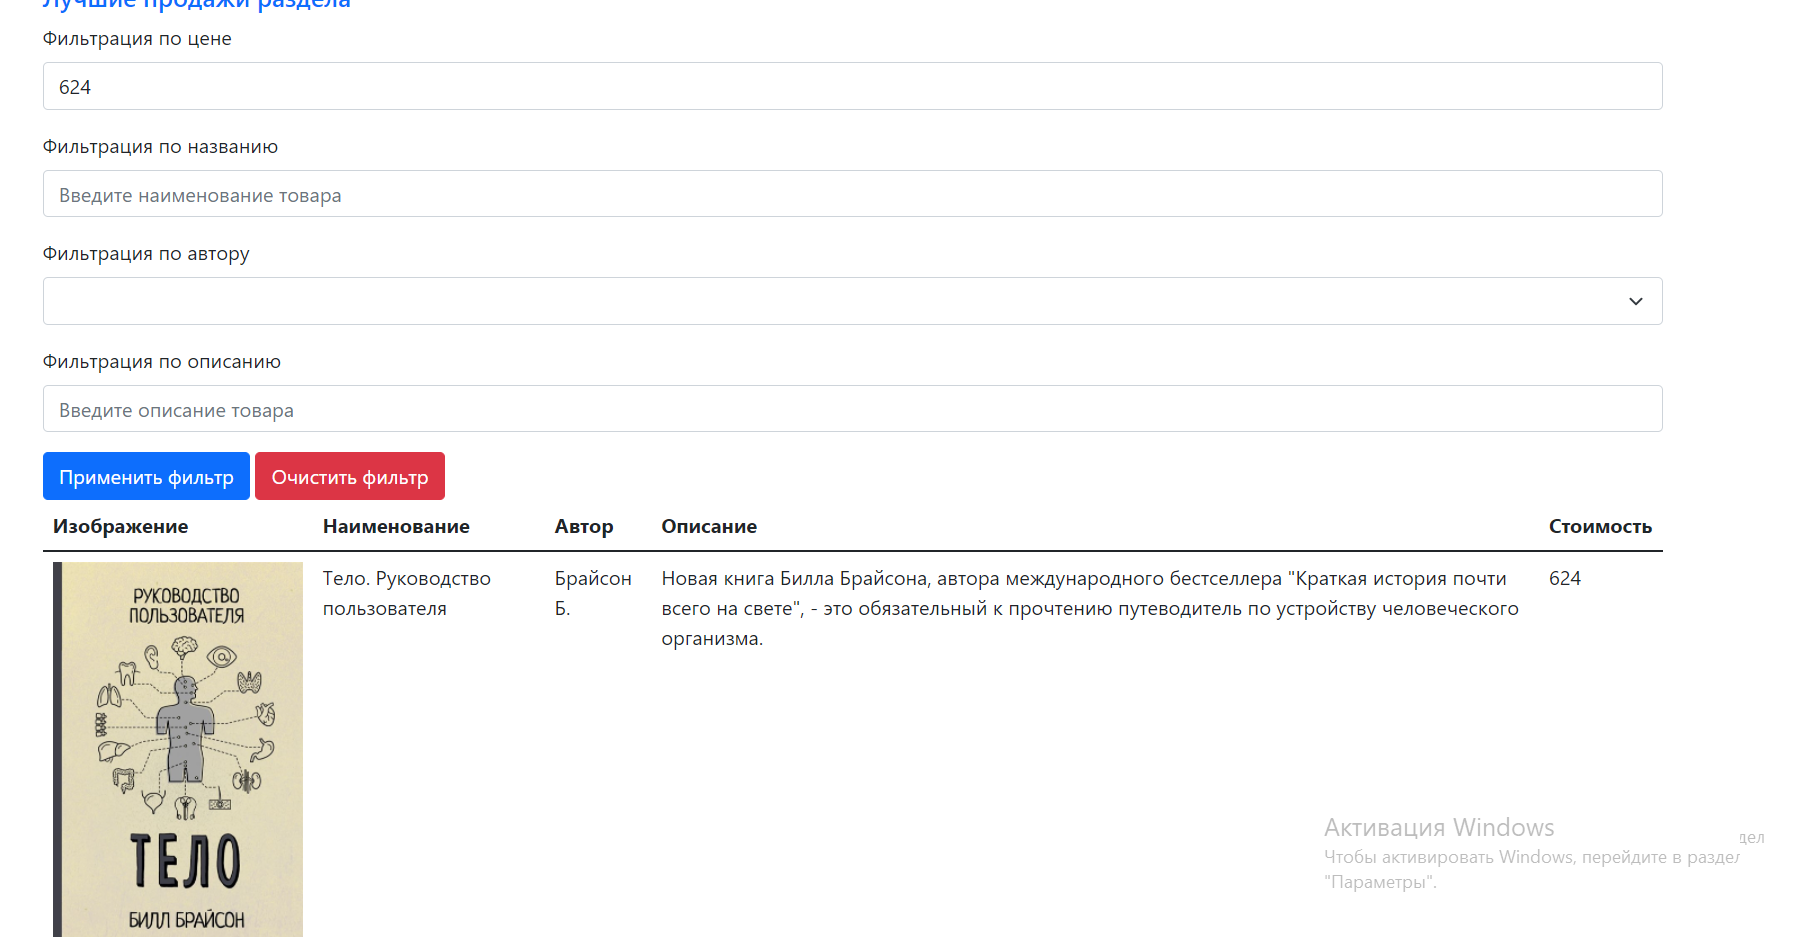 Лучшие продажи раздела
Фильтрация по цене
624
Фильтрация по названию
Введите наименование товара
Фильтрация по автору
Фильтрация по описанию
Введите описание товара
Применить фильтр Очистить фильтр
Изображение Наименование Автор Описание Стоимость
Тело. Руководство
пользователя
Брайсон
Б.
Новая книга Билла Брайсона, автора международного бестселлера "Краткая история почти
всего на свете", - это обязательный к прочтению путеводитель по устройству человеческого
организма.
624
РУКОВОДСТВО
ПОЛЬЗОВАТЕЛЯ
ТЕЛО
БИЛЛ БРАЙСОН
Активация Windows
Чтобы активировать Windows, перейдите в раздел
"Параметры".